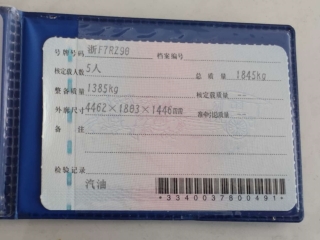 号牌号码 浙F7RZ98 档案编号
核定载人数 5人 总质量 1845kg
整备质量 1385kg 核定载质量 --
外廓尺寸 4462×1803×1446mm 准牵引总质量 --
备注
检验记录
汽油
*3340037800491*